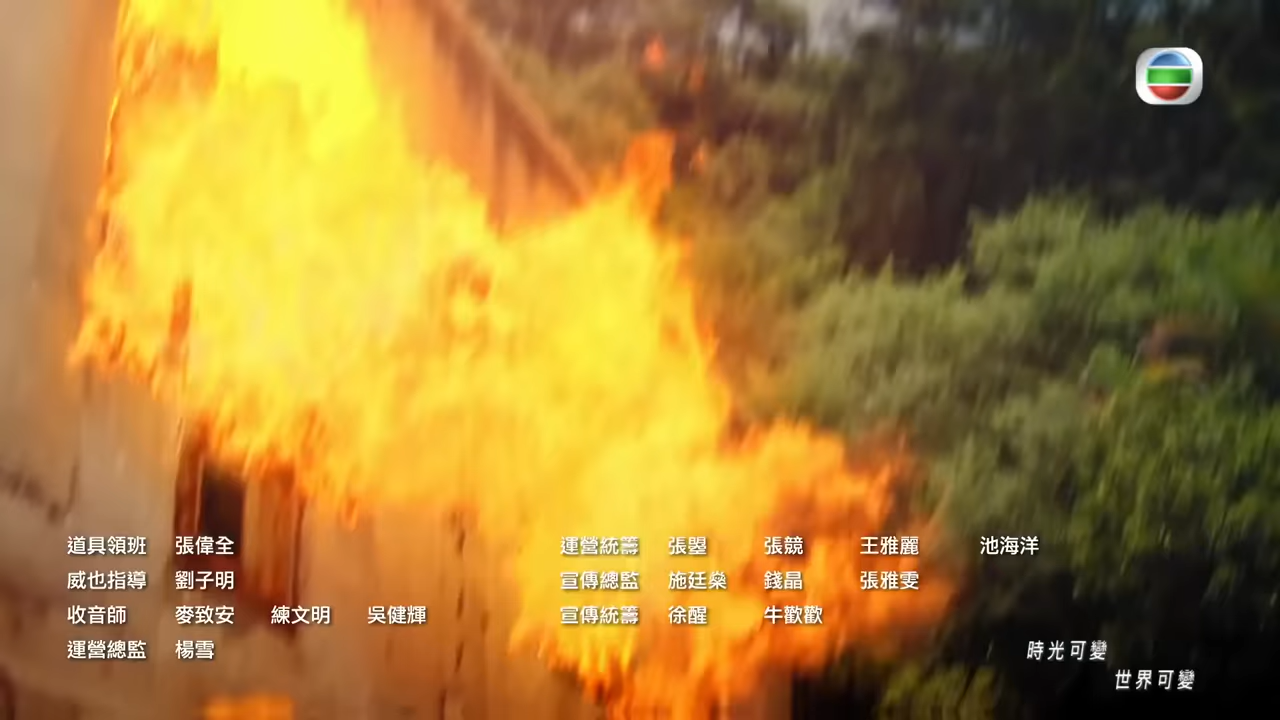 道具領班 張偉全
威也指導 劉子明
收音師 麥致安 練文明 吳健輝
運營總監 楊雪
運營統籌 張曌 張競 王雅麗 池海洋
宣傳總監 施廷燊 錢晶 張雅雯
宣傳統籌 徐醒 牛歡歡
時光可變
世界可變